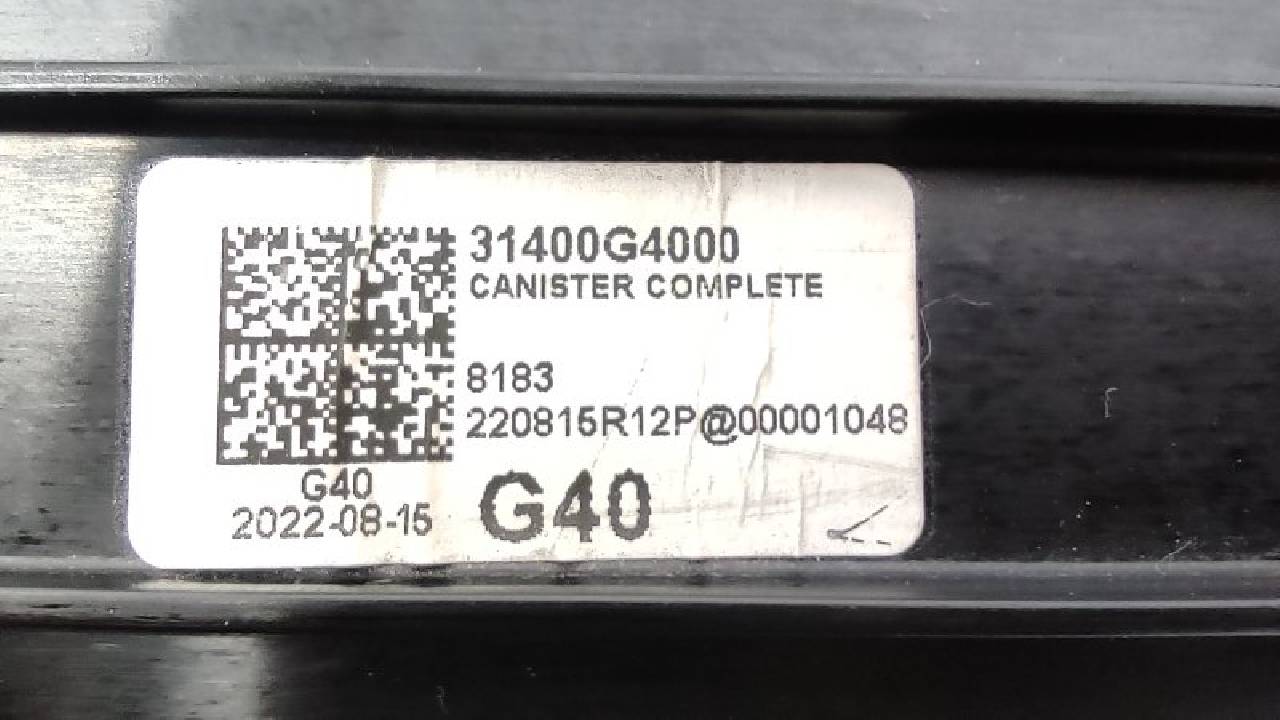 31400G4000
CANISTER COMPLETE
8183
220815R12P@00001048
G40
2022-08-15
G40